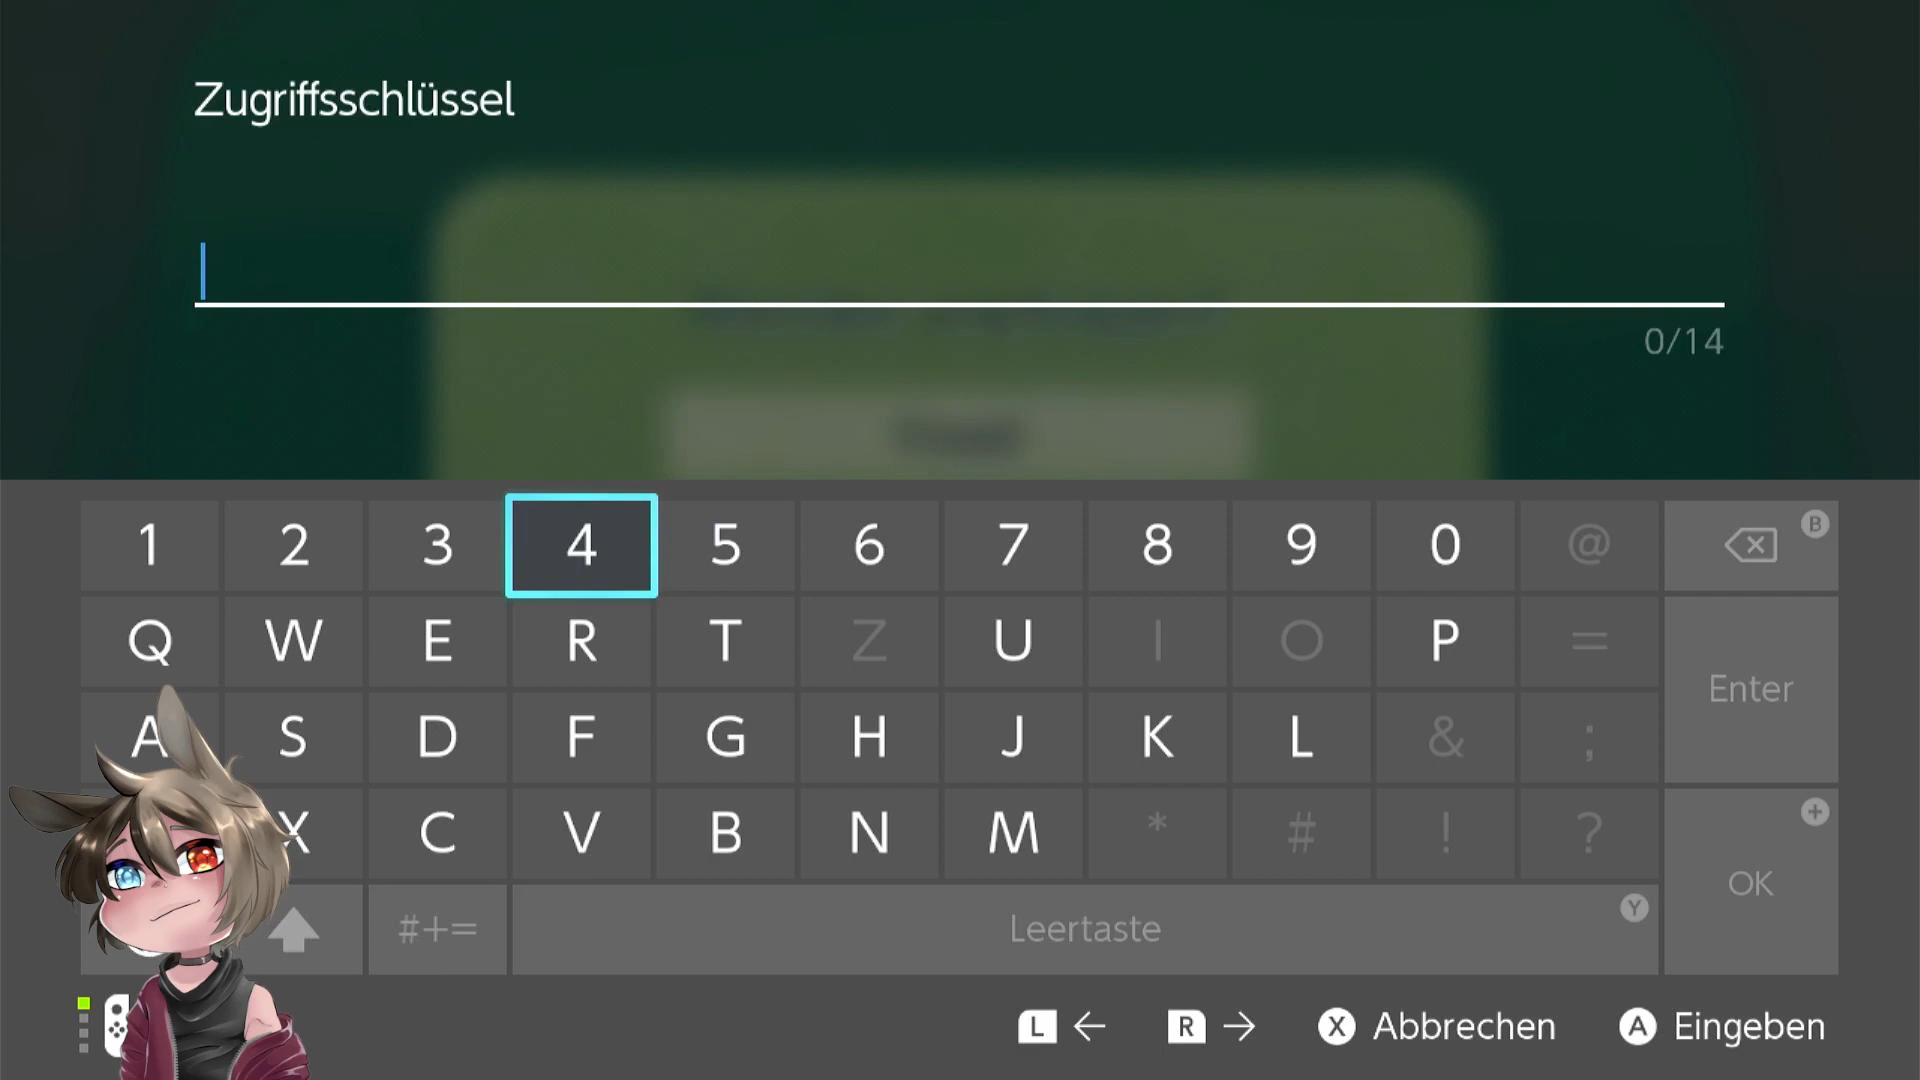 Zugriffsschlüssel
0/14
1 2 3 4 5 6 7 8 9 0 @ B
Q W E R T Z U I O P =
Enter
A S D F G H J K L & ;
X C V B N M * # ! ? +
OK
#+= Leertaste Y
L ← R → X Abbrechen A Eingeben